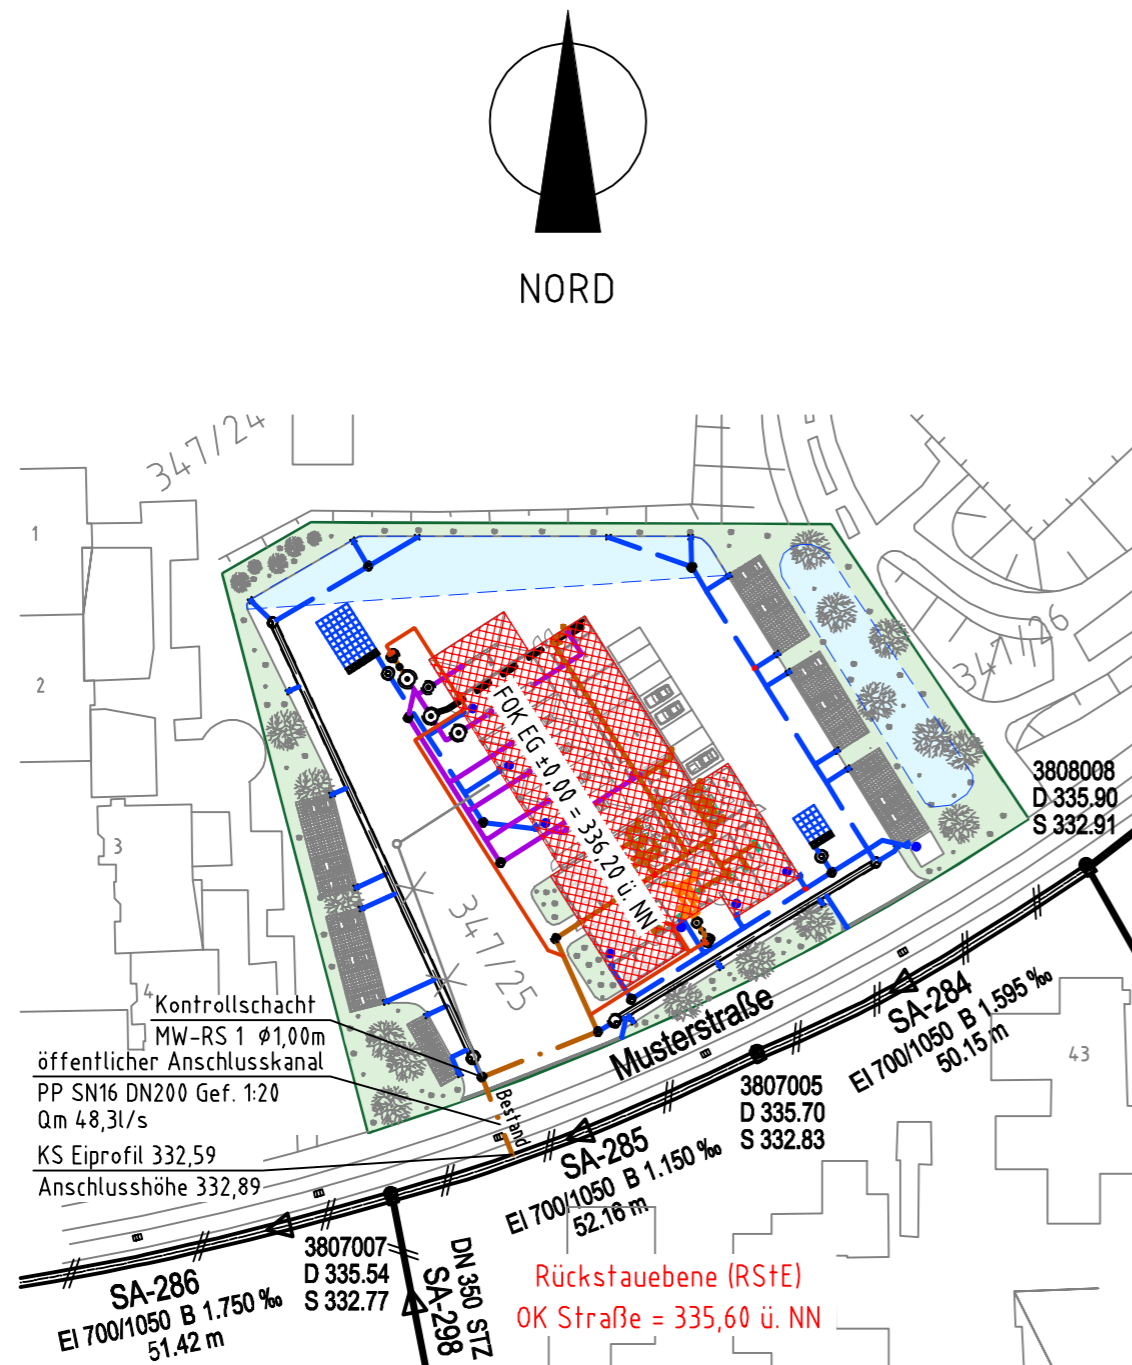 NORD
347/24
1
2
3
4
347/26
347/25
FOK EG ±0,00 = 336,20 ü. NN
3808008
D 335.90
S 332.91
Kontrollschacht
MW-RS 1 Ø1,00m
öffentlicher Anschlusskanal
PP SN16 DN200 Gef. 1:20
Qm 48,3l/s
KS Eiprofil 332,59
Anschlusshöhe 332,89
Bestand
Musterstraße
SA-284
EI 700/1050 B 1.595 ‰
50.15 m
43
3807005
D 335.70
S 332.83
SA-285
EI 700/1050 B 1.150 ‰
52.16 m
3807007
D 335.54
S 332.77
SA-286
EI 700/1050 B 1.750 ‰
51.42 m
DN 350 STZ
SA-298
Rückstauebene (RStE)
OK Straße = 335,60 ü. NN